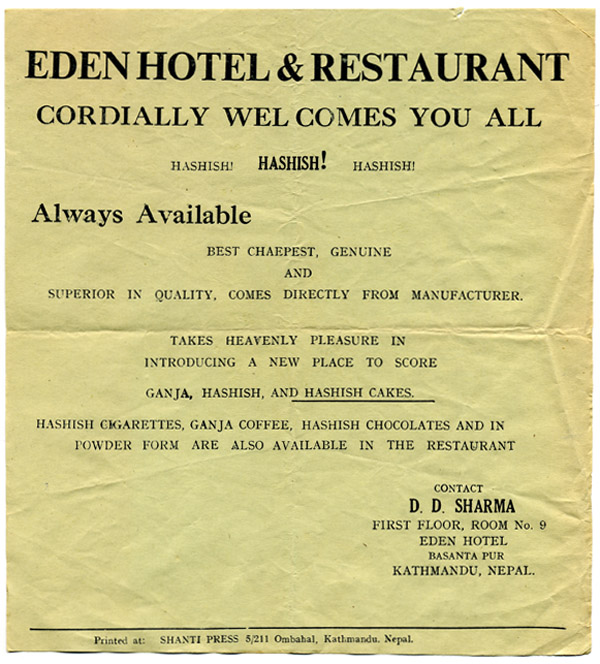 EDEN HOTEL & RESTAURANT
CORDIALLY WELCOMES YOU ALL
HASHISH! HASHISH! HASHISH!
Always Available
BEST CHAEPEST, GENUINE
AND
SUPERIOR IN QUALITY, COMES DIRECTLY FROM MANUFACTURER.
TAKES HEAVENLY PLEASURE IN
INTRODUCING A NEW PLACE TO SCORE
GANJA, HASHISH, AND HASHISH CAKES.
HASHISH CIGARETTES, GANJA COFFEE, HASHISH CHOCOLATES AND IN
POWDER FORM ARE ALSO AVAILABLE IN THE RESTAURANT
CONTACT
D. D. SHARMA
FIRST FLOOR, ROOM No. 9
EDEN HOTEL
BASANTA PUR
KATHMANDU, NEPAL.
Printed at: SHANTI PRESS 5/211 Ombahal, Kathmandu. Nepal.